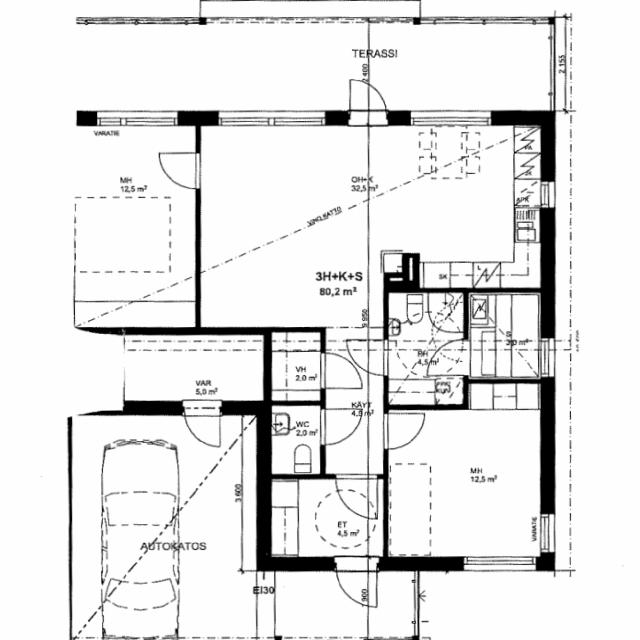 TERASSI
2 400
2 155
VARATIE
MH
12,5 m²
OH+K
32,5 m²
VINO KATTO
JK
APK
3H+K+S
80,2 m²
SK
L
5 950
RH
4,5 m²
S
3,0 m²
VH
2,0 m²
VAR
5,0 m²
KÄYT
4,5 m²
WC
2,0 m²
MH
12,5 m²
3 600
ET
4,5 m²
VARATIE
AUTOKATOS
EI30
900